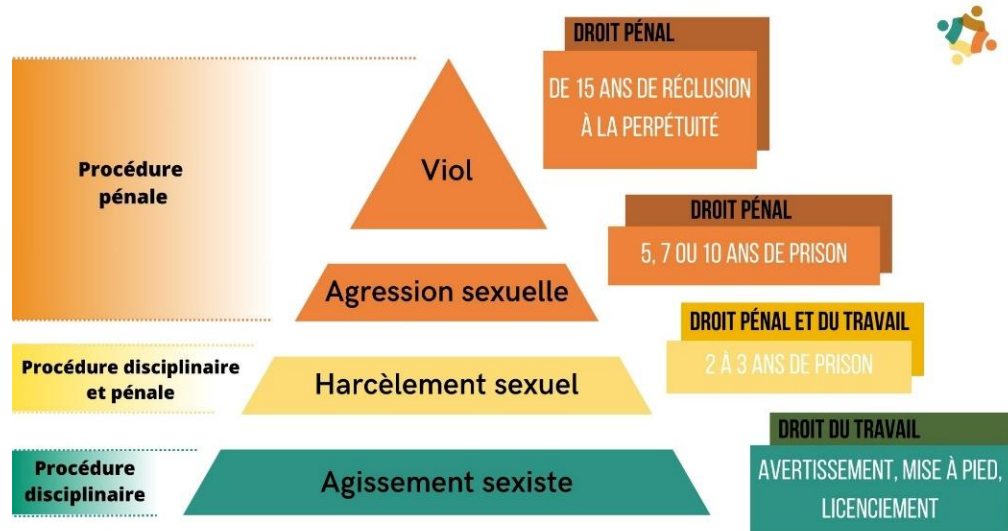 DROIT PÉNAL
DE 15 ANS DE RÉCLUSION
À LA PERPÉTUITÉ
Procédure
pénale
Viol
DROIT PÉNAL
5, 7 OU 10 ANS DE PRISON
Agression sexuelle
DROIT PÉNAL ET DU TRAVAIL
2 À 3 ANS DE PRISON
Procédure disciplinaire
et pénale
Harcèlement sexuel
DROIT DU TRAVAIL
AVERTISSEMENT, MISE À PIED,
LICENCIEMENT
Procédure
disciplinaire
Agissement sexiste